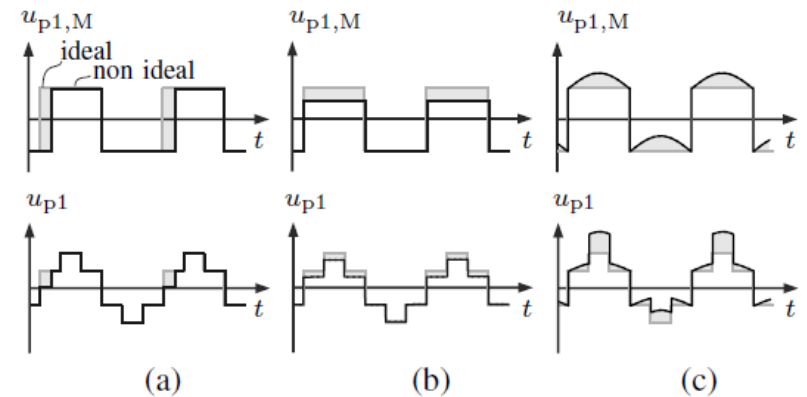 u_p1,M u_p1,M u_p1,M
ideal
non ideal
t t t
u_p1 u_p1 u_p1
t t t
(a) (b) (c)